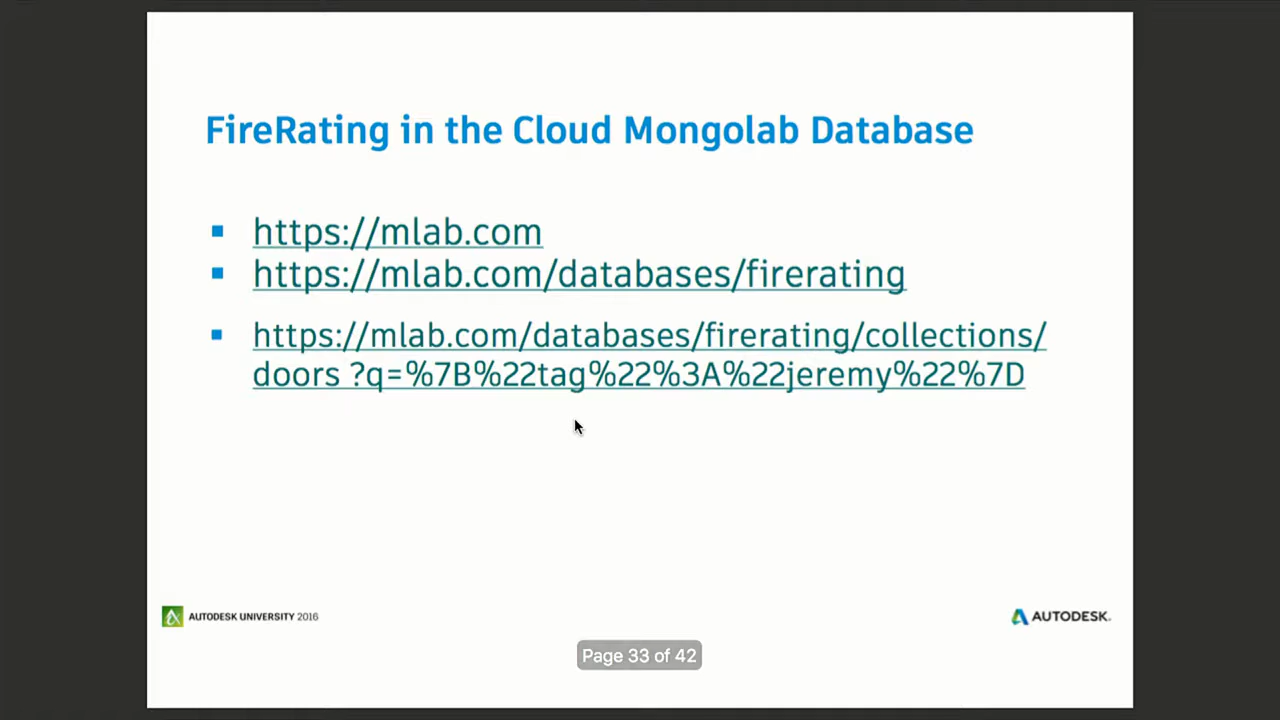 FireRating in the Cloud Mongolab Database
https://mlab.com
https://mlab.com/databases/firerating
https://mlab.com/databases/firerating/collections/
doors ?q=%7B%22tag%22%3A%22jeremy%22%7D
AUTODESK UNIVERSITY 2016
AUTODESK.
Page 33 of 42